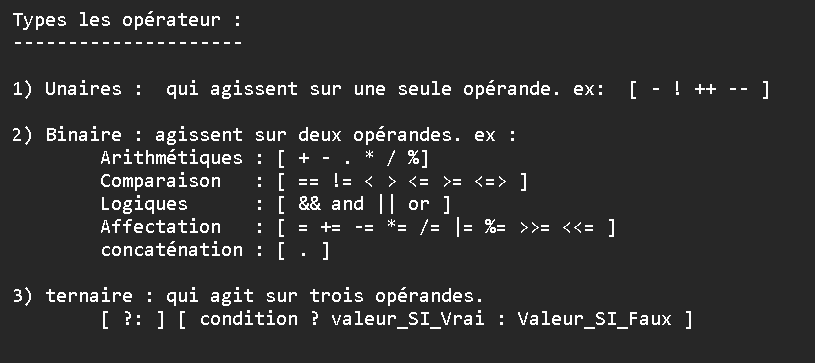 Types les opérateur :
---------------------
1) Unaires :  qui agissent sur une seule opérande. ex:  [ - ! ++ -- ]
2) Binaire : agissent sur deux opérandes. ex :
Arithmétiques : [ + - . * / %]
Comparaison   : [ == != < > <= >= <=> ]
Logiques      : [ && and || or ]
Affectation   : [ = += -= *= /= |= %= >>= <<= ]
concaténation : [ . ]
3) ternaire : qui agit sur trois opérandes.
[ ?: ] [ condition ? valeur_SI_Vrai : Valeur_SI_Faux ]